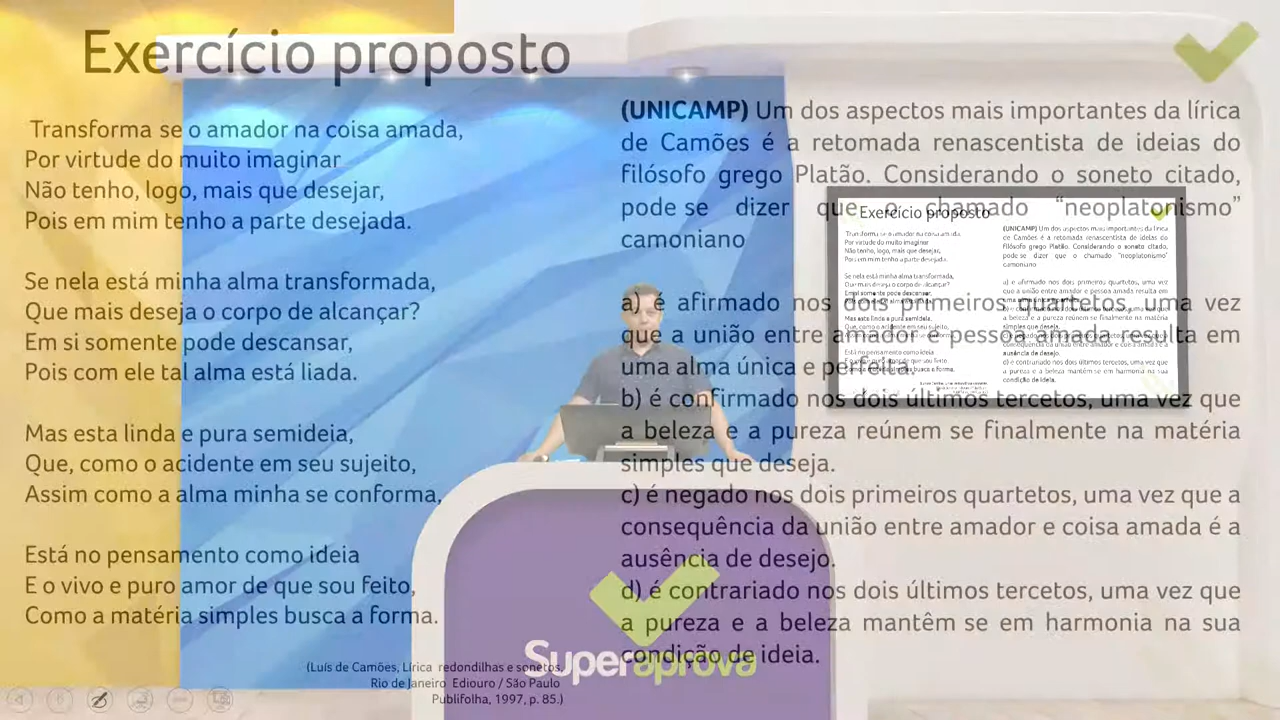 Exercício proposto
Transforma se o amador na coisa amada,
Por virtude do muito imaginar
Não tenho, logo, mais que desejar,
Pois em mim tenho a parte desejada.
Se nela está minha alma transformada,
Que mais deseja o corpo de alcançar?
Em si somente pode descansar,
Pois com ele tal alma está liada.
Mas esta linda e pura semideia,
Que, como o acidente em seu sujeito,
Assim como a alma minha se conforma,
Está no pensamento como ideia
E o vivo e puro amor de que sou feito,
Como a matéria simples busca a forma.
(Luís de Camões, Lírica redondilhas e sonetos,
Rio de Janeiro Ediouro / São Paulo
Publifolha, 1997, p. 85.)
(UNICAMP) Um dos aspectos mais importantes da lírica
de Camões é a retomada renascentista de ideias do
filósofo grego Platão. Considerando o soneto citado,
pode se dizer que o chamado “neoplatonismo”
camoniano
a) é afirmado nos dois primeiros quartetos, uma vez
que a união entre amador e pessoa amada resulta em
uma alma única e perfeita.
b) é confirmado nos dois últimos tercetos, uma vez que
a beleza e a pureza reúnem se finalmente na matéria
simples que deseja.
c) é negado nos dois primeiros quartetos, uma vez que a
consequência da união entre amador e coisa amada é a
ausência de desejo.
d) é contrariado nos dois últimos tercetos, uma vez que
a pureza e a beleza mantêm se em harmonia na sua
condição de ideia.
Exercício proposto
Superaprova